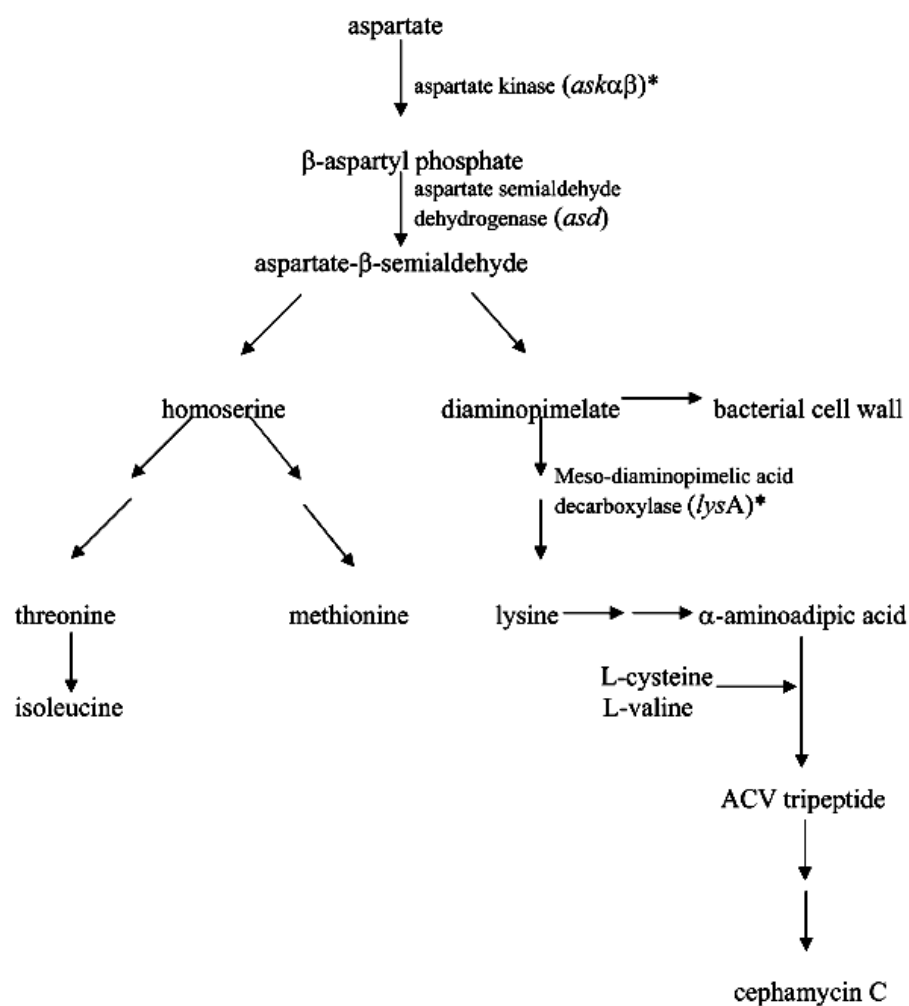 aspartate
aspartate kinase (askαβ)*
β-aspartyl phosphate
aspartate semialdehyde
dehydrogenase (asd)
aspartate-β-semialdehyde
homoserine
diaminopimelate
bacterial cell wall
Meso-diaminopimelic acid
decarboxylase (lysA)*
threonine
methionine
lysine
α-aminoadipic acid
L-cysteine
L-valine
isoleucine
ACV tripeptide
cephamycin C